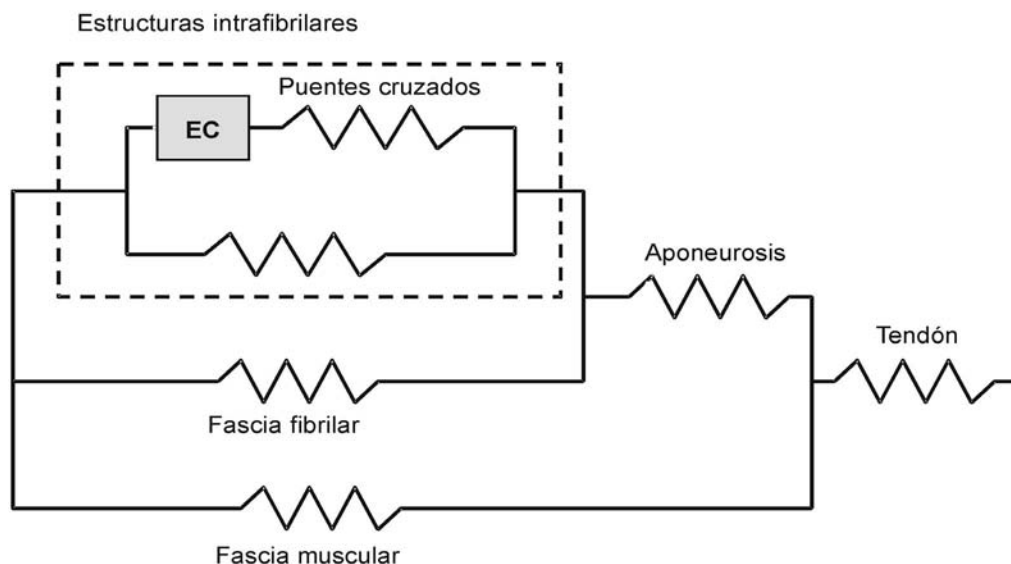 Estructuras intrafibrilares
Puentes cruzados
EC
Aponeurosis
Tendón
Fascia fibrilar
Fascia muscular